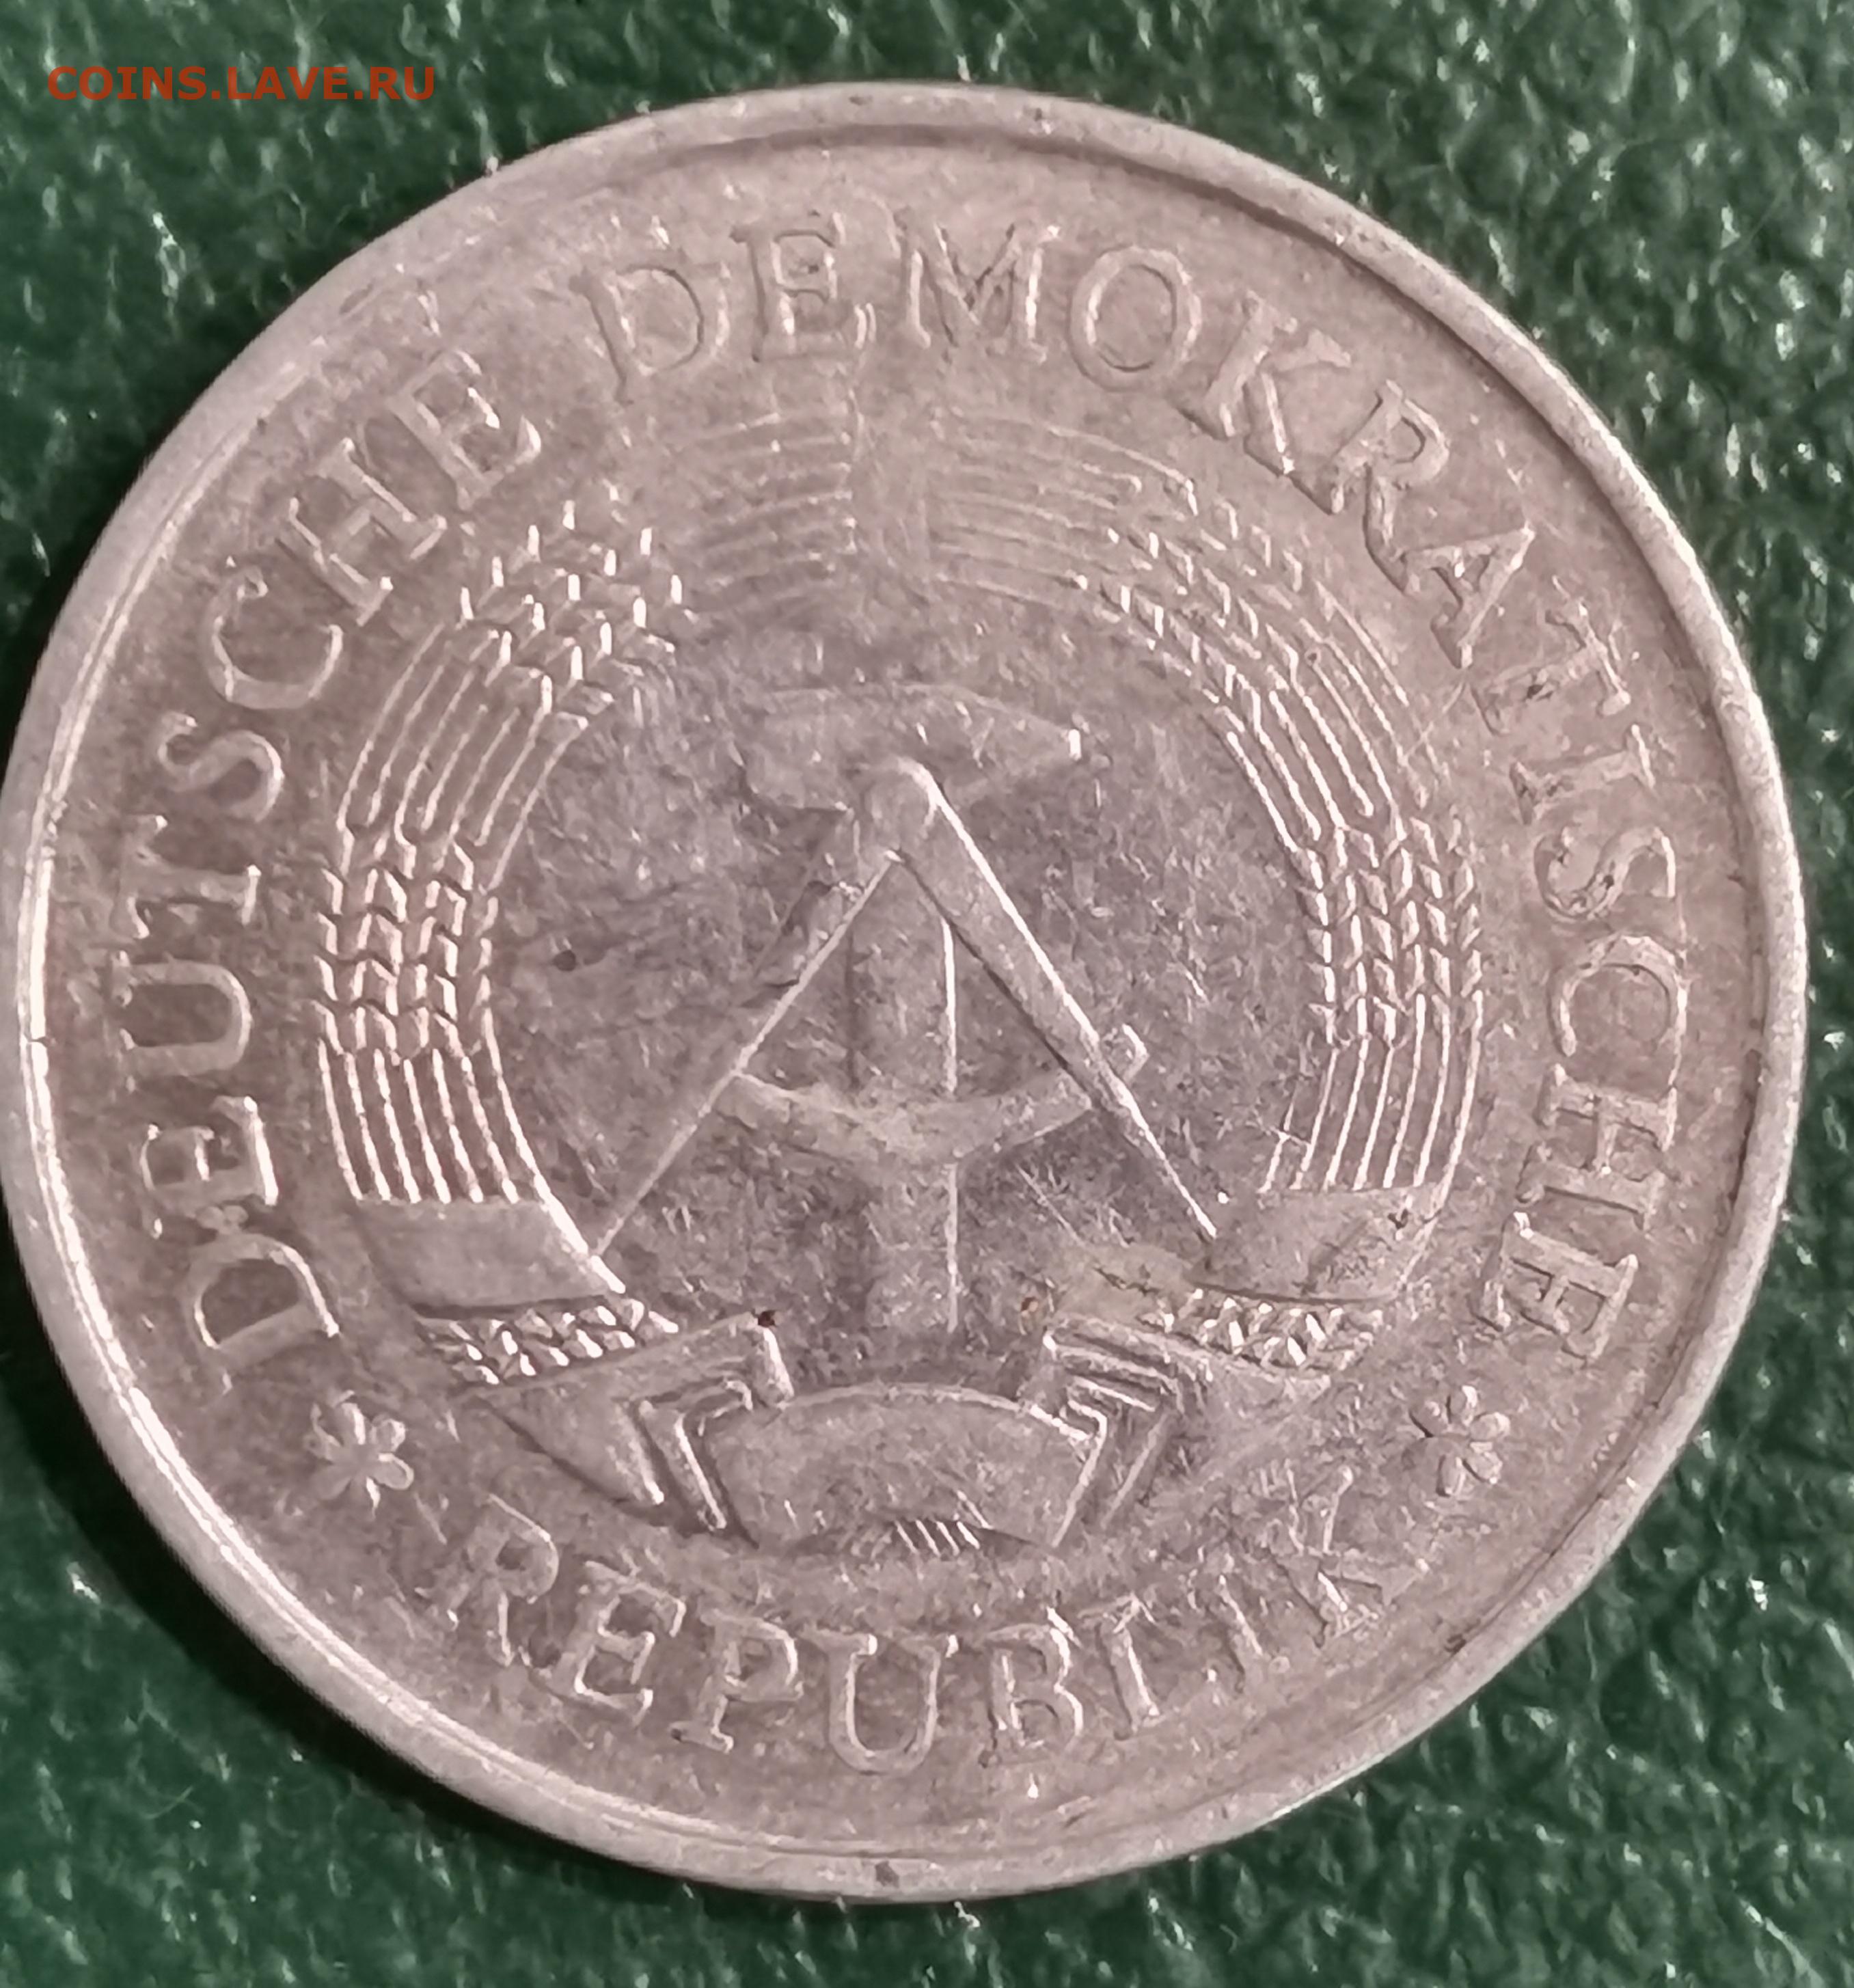 COINS.LAVE.RU
DEUTSCHE DEMOKRATISCHE
* REPUBLIK *